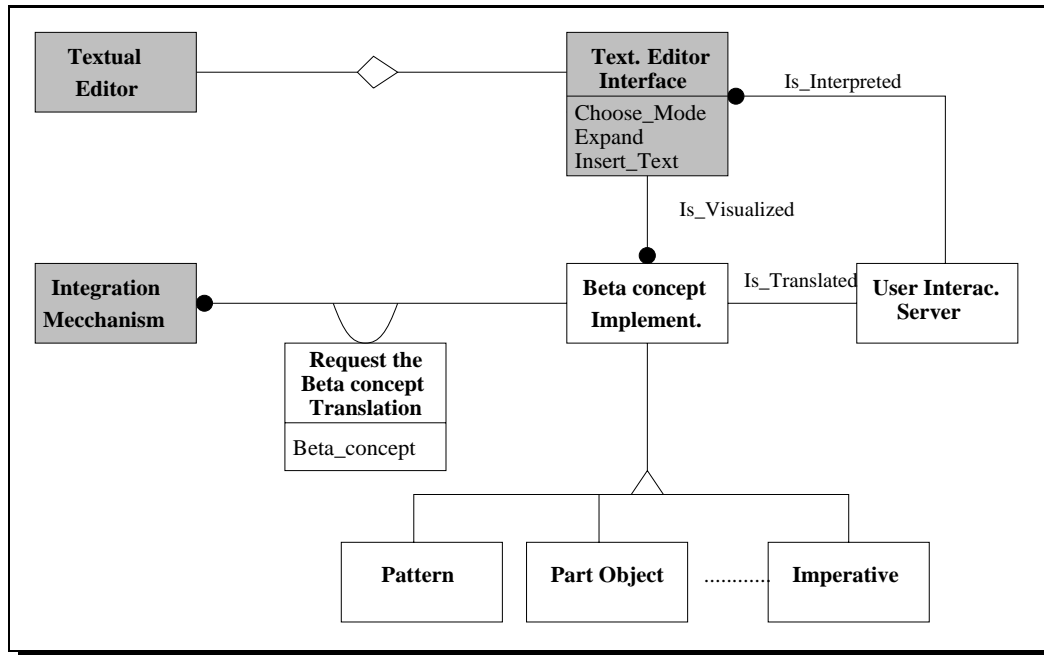 Textual
Editor
Text. Editor
Interface
Choose_Mode
Expand
Insert_Text
Is_Interpreted
Is_Visualized
Integration
Mecchanism
Beta concept
Implement.
Is_Translated
User Interac.
Server
Request the
Beta concept
Translation
Beta_concept
Pattern
Part Object
............
Imperative